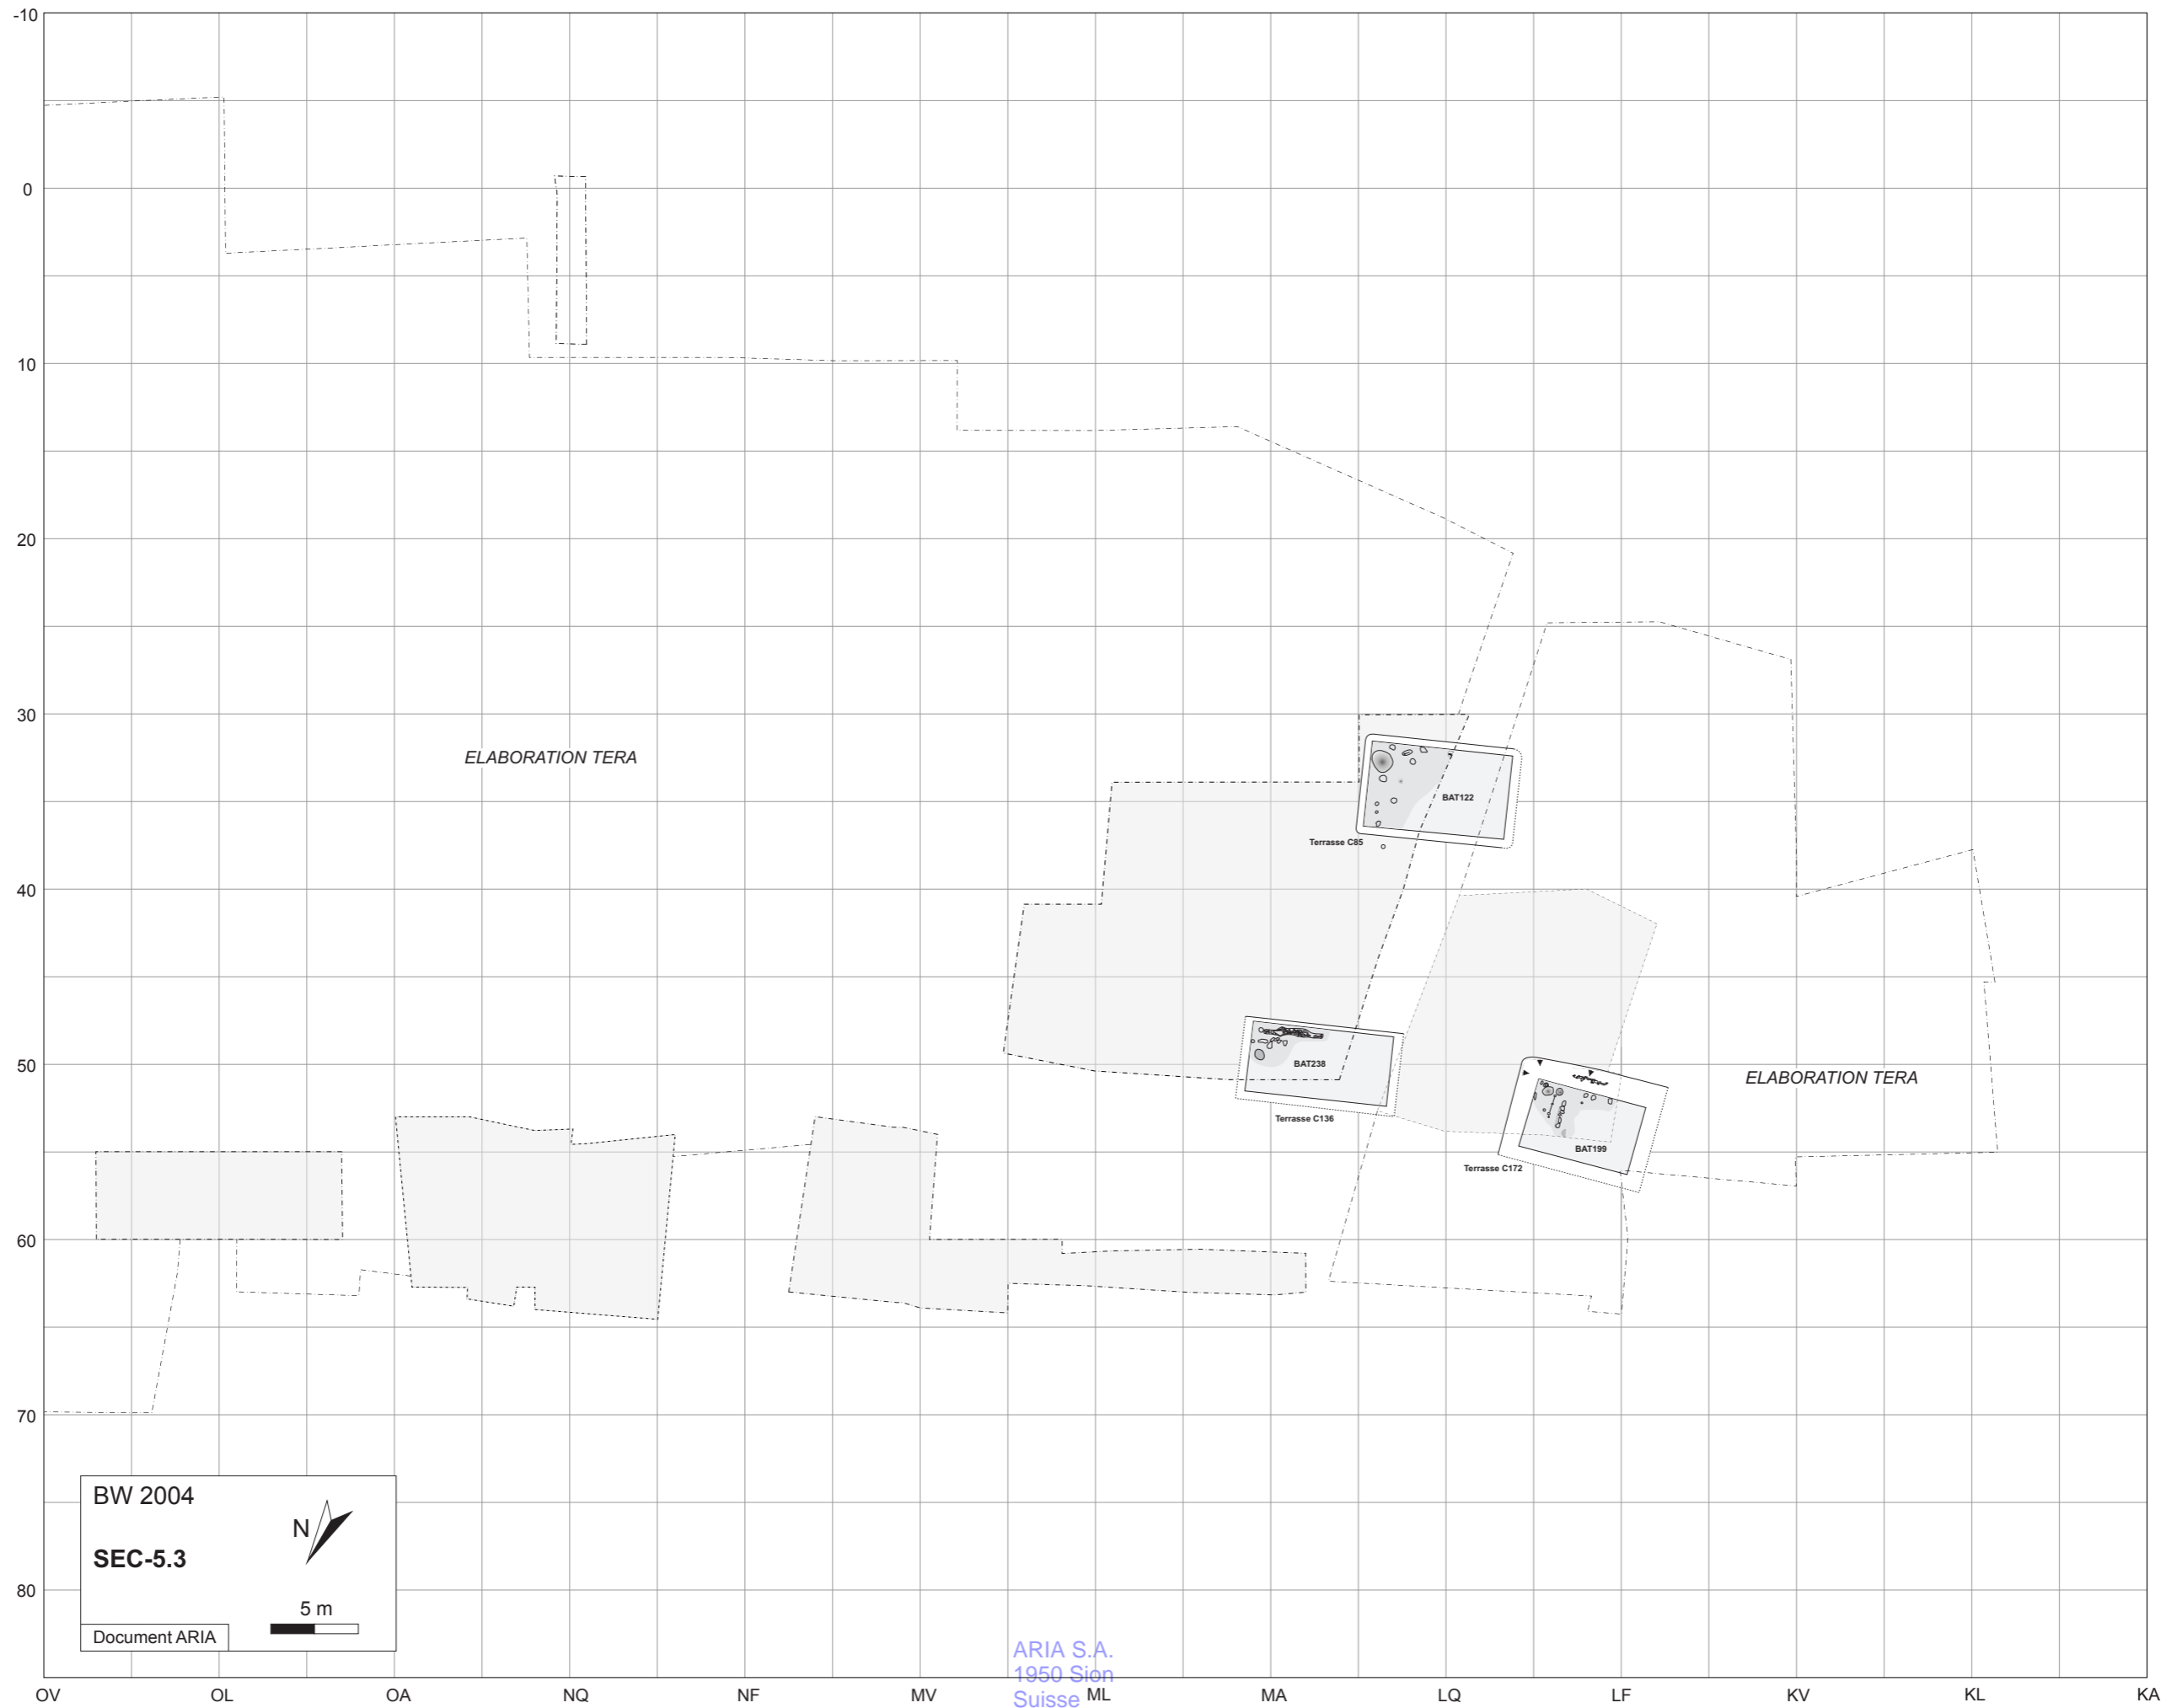 -10
0
10
20
30
40
50
60
70
80
ELABORATION TERA
BAT122
Terrasse C85
BAT238
Terrasse C136
ELABORATION TERA
BAT199
Terrasse C172
BW 2004
N
SEC-5.3
5 m
Document ARIA
ARIA S.A.
1950 Sion
Suisse
OV OL OA NQ NF MV ML MA LQ LF KV KL KA